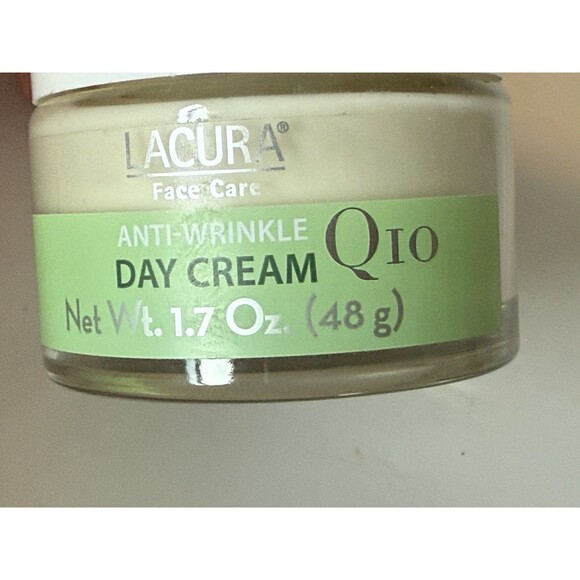 LACURA®
Face Care
ANTI-WRINKLE
DAY CREAM Q10
Net Wt. 1.7 Oz. (48 g)